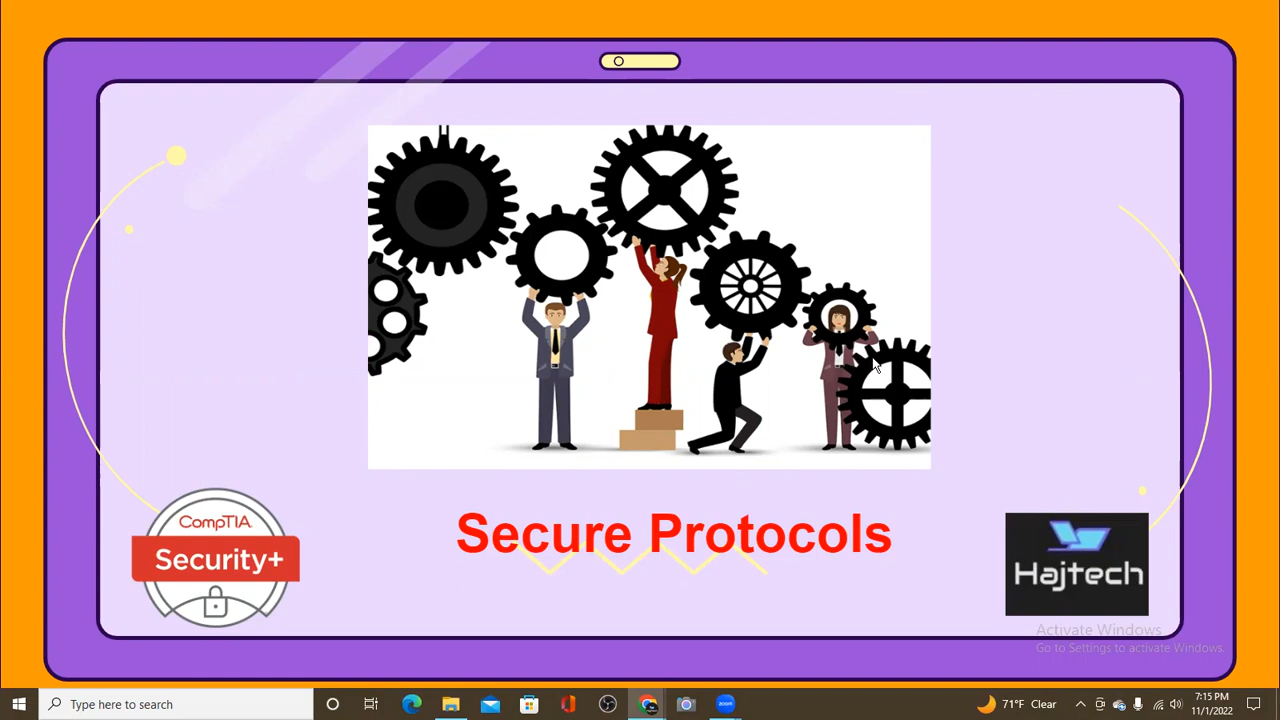 CompTIA
Security+
Secure Protocols
Hajtech
Activate Windows
Go to Settings to activate Windows.
Type here to search
zoom
71°F Clear
7:15 PM
11/1/2022